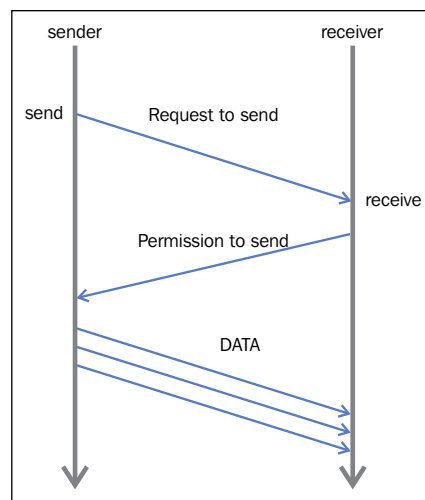 sender receiver
send
Request to send
receive
Permission to send
DATA